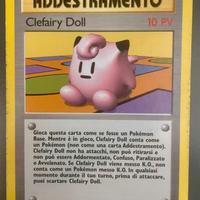 ADDESTRAMENTO
Clefairy Doll 10 PV
Gioca questa carta come se fosse un Pokémon
Base. Mentre è in gioco, Clefairy Doll conta come
un Pokémon (non come una carta Addestramento).
Clefairy Doll non ha attacchi, non può ritirarsi e
non può essere Addormentato, Confuso, Paralizzato
e Avvelenato. Se Clefairy Doll viene messo K.O., non
conta come un Pokémon messo K.O. In qualsiasi
momento durante il tuo turno, prima di attaccare,
puoi scartare Clefairy Doll.